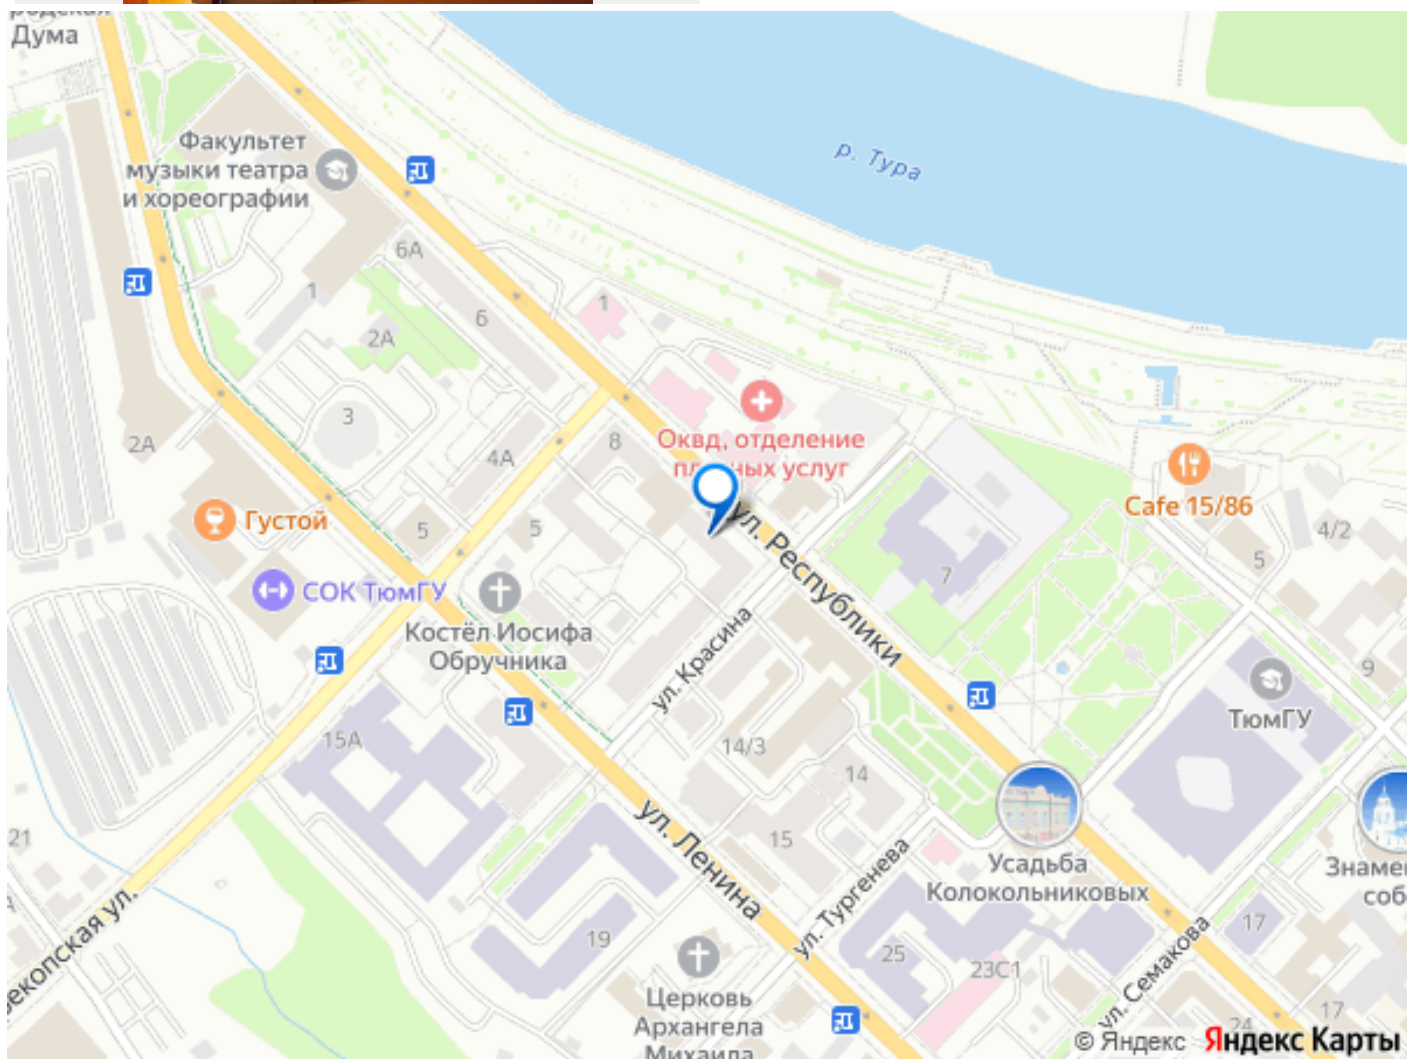 Дума
Факультет
музыки театра
и хореографии
р. Тура
6А
1
6
1
2А
3
2А
4А
8
Оквд, отделение
Густой
5
5
СОК ТюмГУ
Костёл Иосифа
Обручника
ул. Республики
7
Cafe 15/86
4/2
5
9
ул. Красина
ТюмГУ
15А
14/3
14
15
ул. Ленина
ул. Тургенева
Усадьба
Колокольниковых
21
19
25
23С1
17
ул. Семакова
Церковь
Архангела
Михаила
24
17
© Яндекс Яндекс Карты